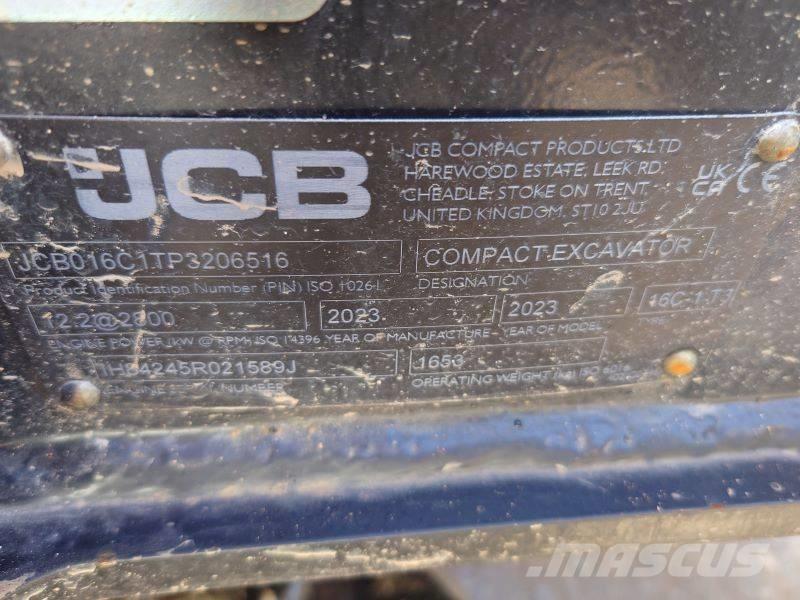 JCB
JCB COMPACT PRODUCTS LTD
HAREWOOD ESTATE, LEEK RD
CHEADLE, STOKE ON TRENT
UNITED KINGDOM, ST10 2JU
UK CA CE
JCB016C1TP3206516
COMPACT EXCAVATOR
Product Identification Number (PIN) ISO 10261
DESIGNATION
12.2@2800
2023
2023
16C-1 T3
ENGINE POWER (KW @ RPM) ISO 14396
YEAR OF MANUFACTURE
YEAR OF MODEL
TYPE
1653
NUMBER
OPERATING WEIGHT (kg) ISO 6016
MASCUS